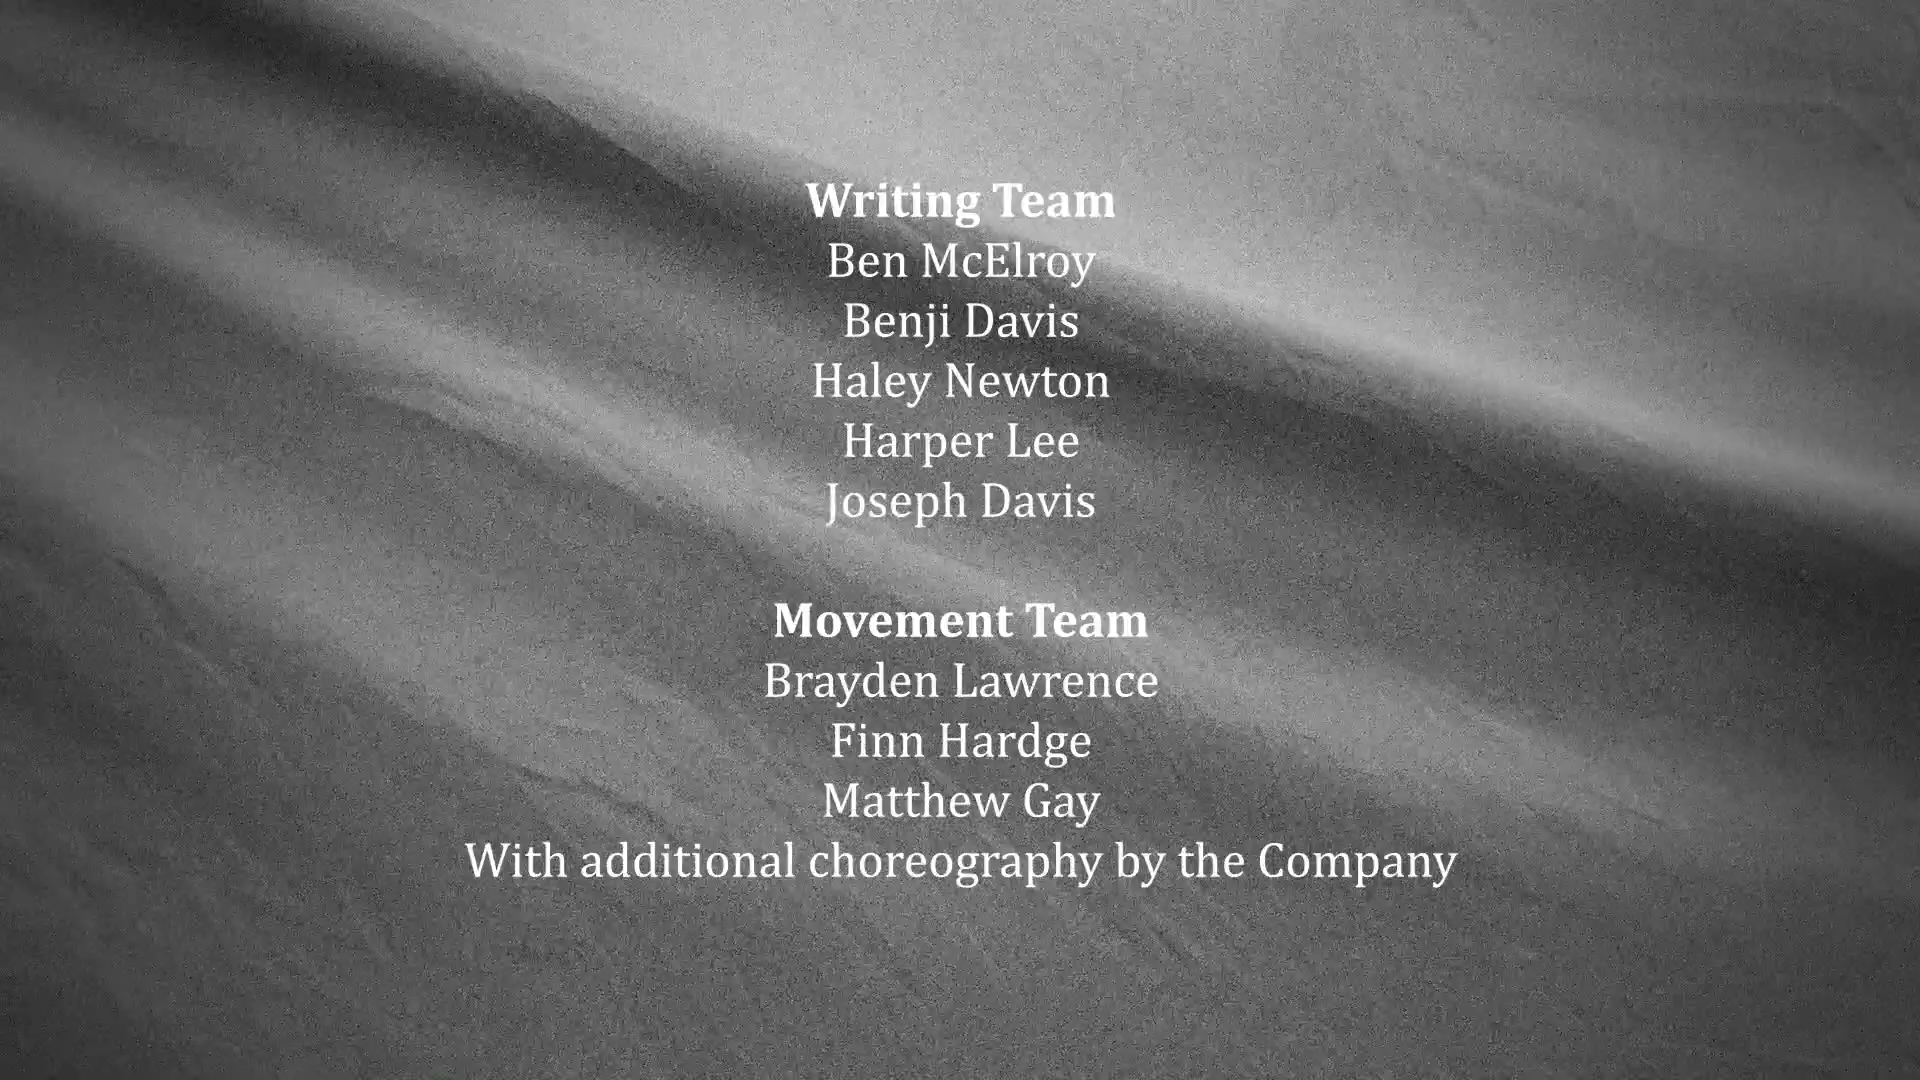 Writing Team
Ben McElroy
Benji Davis
Haley Newton
Harper Lee
Joseph Davis
Movement Team
Brayden Lawrence
Finn Hardge
Matthew Gay
With additional choreography by the Company